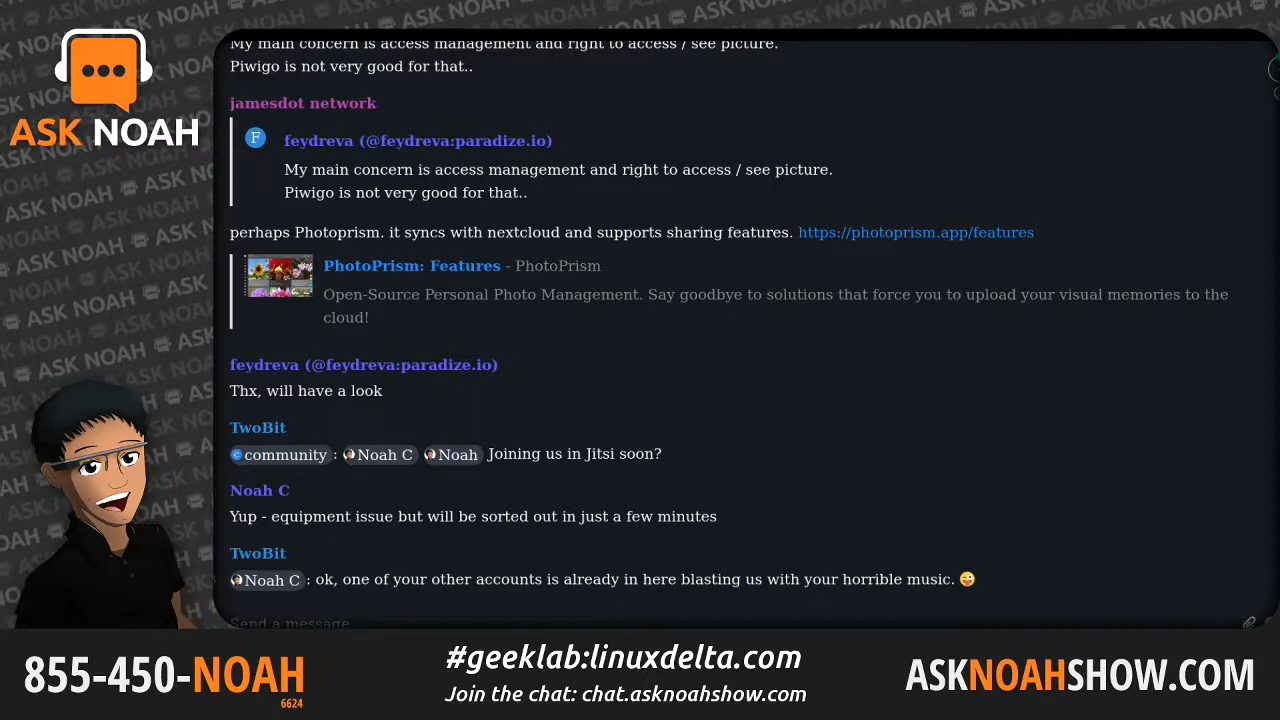 ASK NOAH
My main concern is access management and right to access / see picture.
Piwigo is not very good for that..
jamesdot network
F
feydreva (@feydreva:paradize.io)
My main concern is access management and right to access / see picture.
Piwigo is not very good for that..
perhaps Photoprism. it syncs with nextcloud and supports sharing features. https://photoprism.app/features
PhotoPrism: Features - PhotoPrism
Open-Source Personal Photo Management. Say goodbye to solutions that force you to upload your visual memories to the
cloud!
feydreva (@feydreva:paradize.io)
Thx, will have a look
TwoBit
community : Noah C Noah Joining us in Jitsi soon?
Noah C
Yup - equipment issue but will be sorted out in just a few minutes
TwoBit
Noah C : ok, one of your other accounts is already in here blasting us with your horrible music. 😜
Send a message
855-450-NOAH
6624
#geeklab:linuxdelta.com
Join the chat: chat.asknoahshow.com
ASKNOAHSHOW.COM